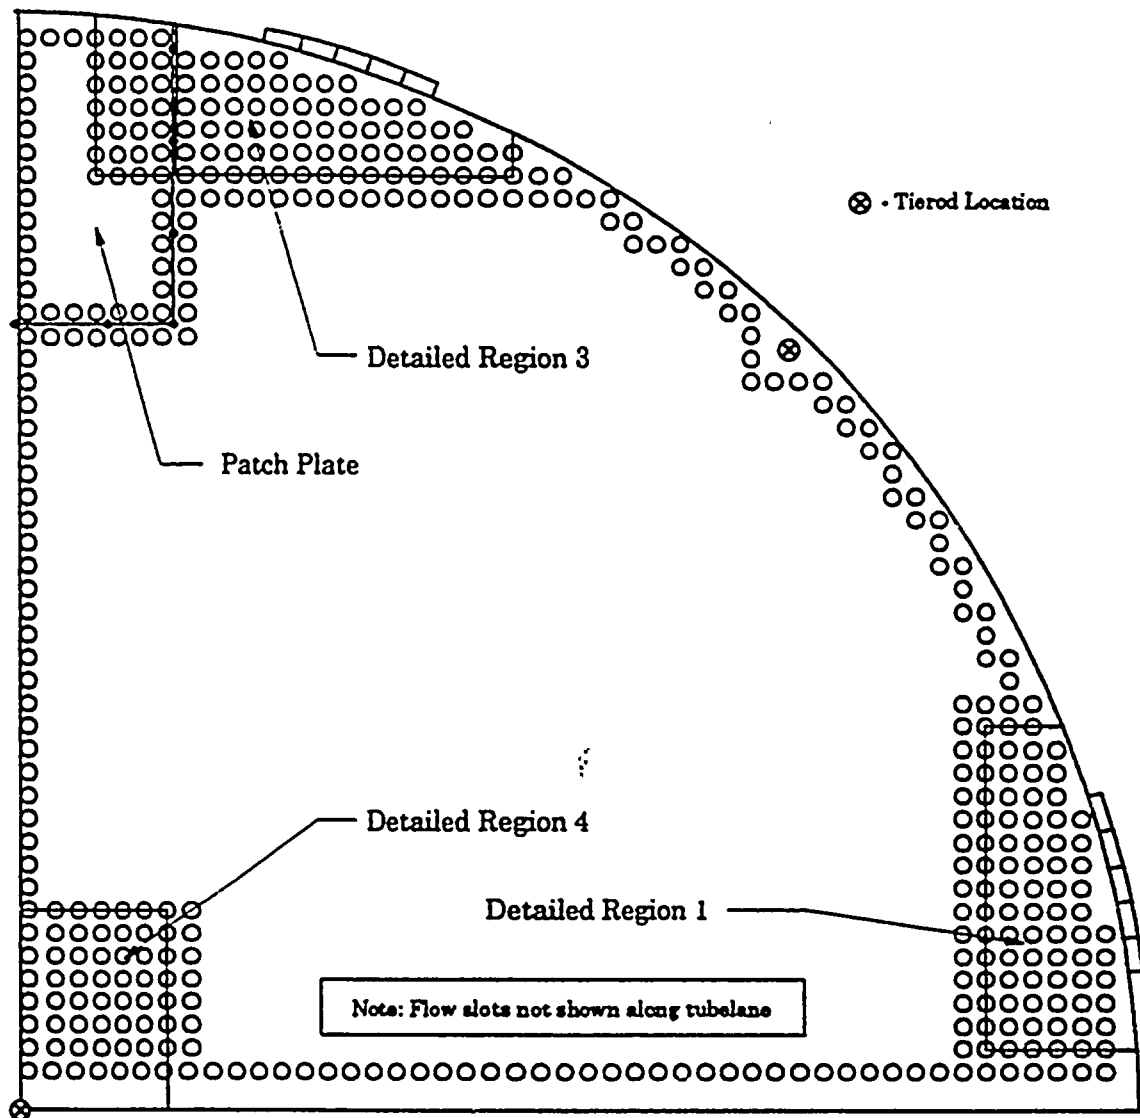 ⊗ - Tierod Location
Detailed Region 3
Patch Plate
Detailed Region 4
Detailed Region 1
Note: Flow slots not shown along tubelane